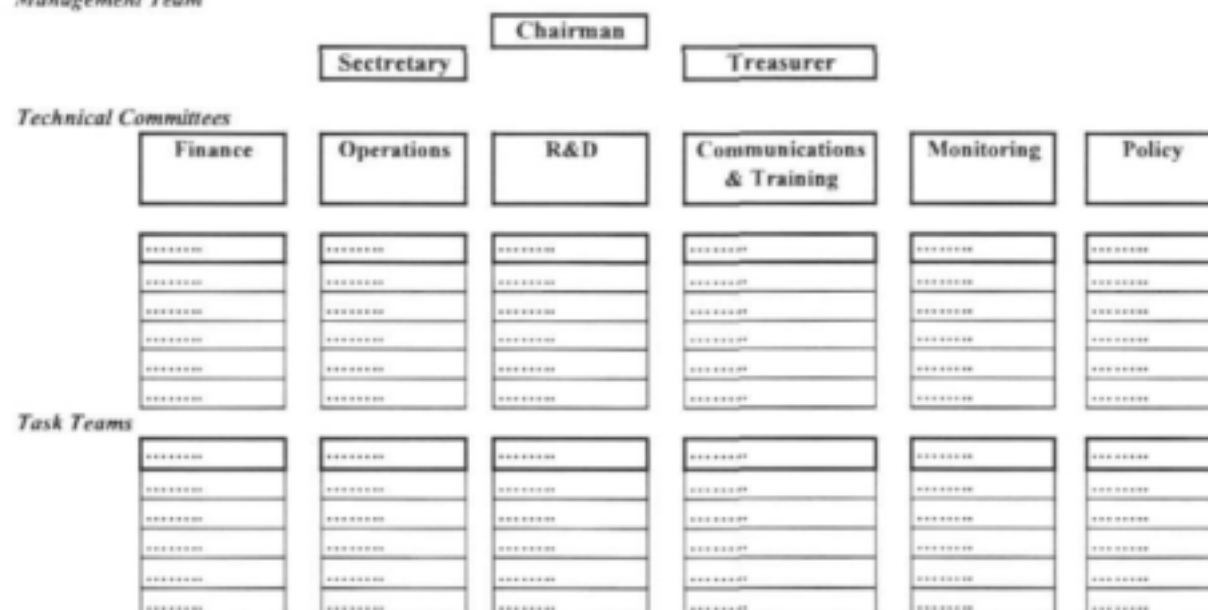 Management Team
Chairman
Sectretary
Treasurer
Technical Committees
Finance
Operations
R&D
Communications
& Training
Monitoring
Policy
........ ........ ........ ........ ........ ........
........ ........ ........ ........ ........ ........
........ ........ ........ ........ ........ ........
........ ........ ........ ........ ........ ........
........ ........ ........ ........ ........ ........
........ ........ ........ ........ ........ ........
Task Teams
........ ........ ........ ........ ........ ........
........ ........ ........ ........ ........ ........
........ ........ ........ ........ ........ ........
........ ........ ........ ........ ........ ........
........ ........ ........ ........ ........ ........
........ ........ ........ ........ ........ ........